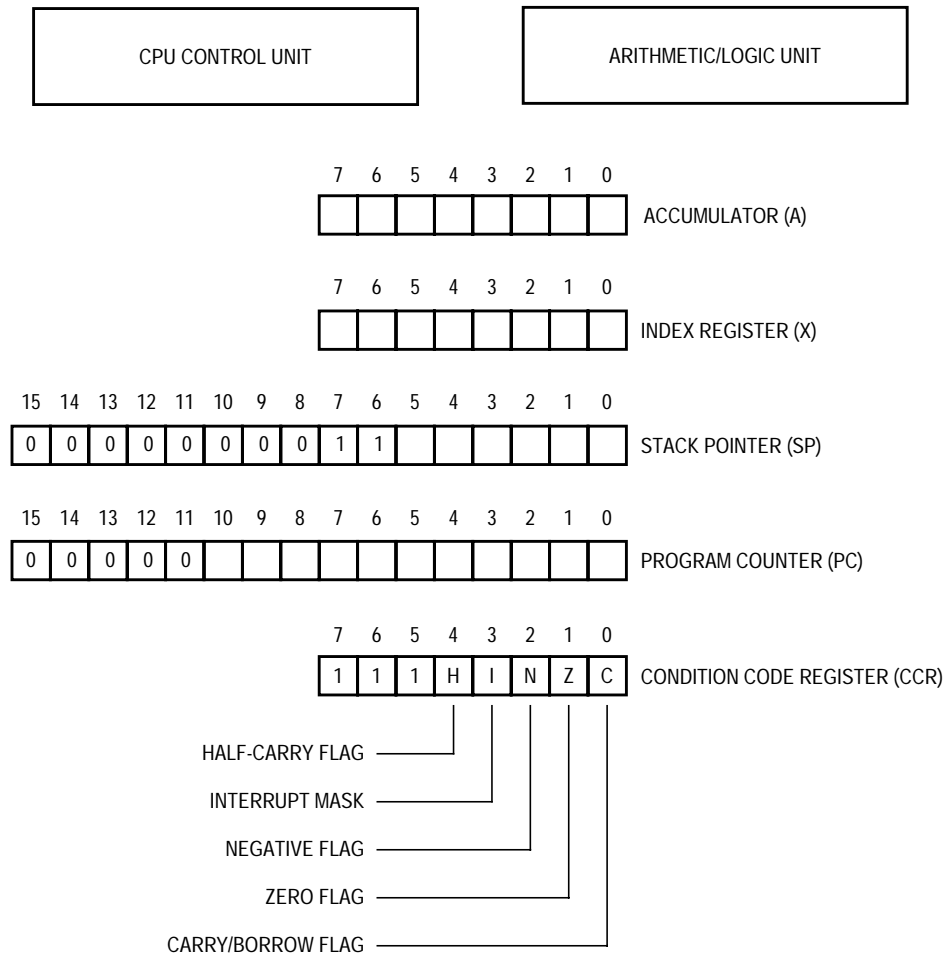 CPU CONTROL UNIT
ARITHMETIC/LOGIC UNIT
7 6 5 4 3 2 1 0
ACCUMULATOR (A)
7 6 5 4 3 2 1 0
INDEX REGISTER (X)
15 14 13 12 11 10 9 8 7 6 5 4 3 2 1 0
0 0 0 0 0 0 0 0 1 1 STACK POINTER (SP)
15 14 13 12 11 10 9 8 7 6 5 4 3 2 1 0
0 0 0 0 0 PROGRAM COUNTER (PC)
7 6 5 4 3 2 1 0
1 1 1 H I N Z C CONDITION CODE REGISTER (CCR)
HALF-CARRY FLAG
INTERRUPT MASK
NEGATIVE FLAG
ZERO FLAG
CARRY/BORROW FLAG